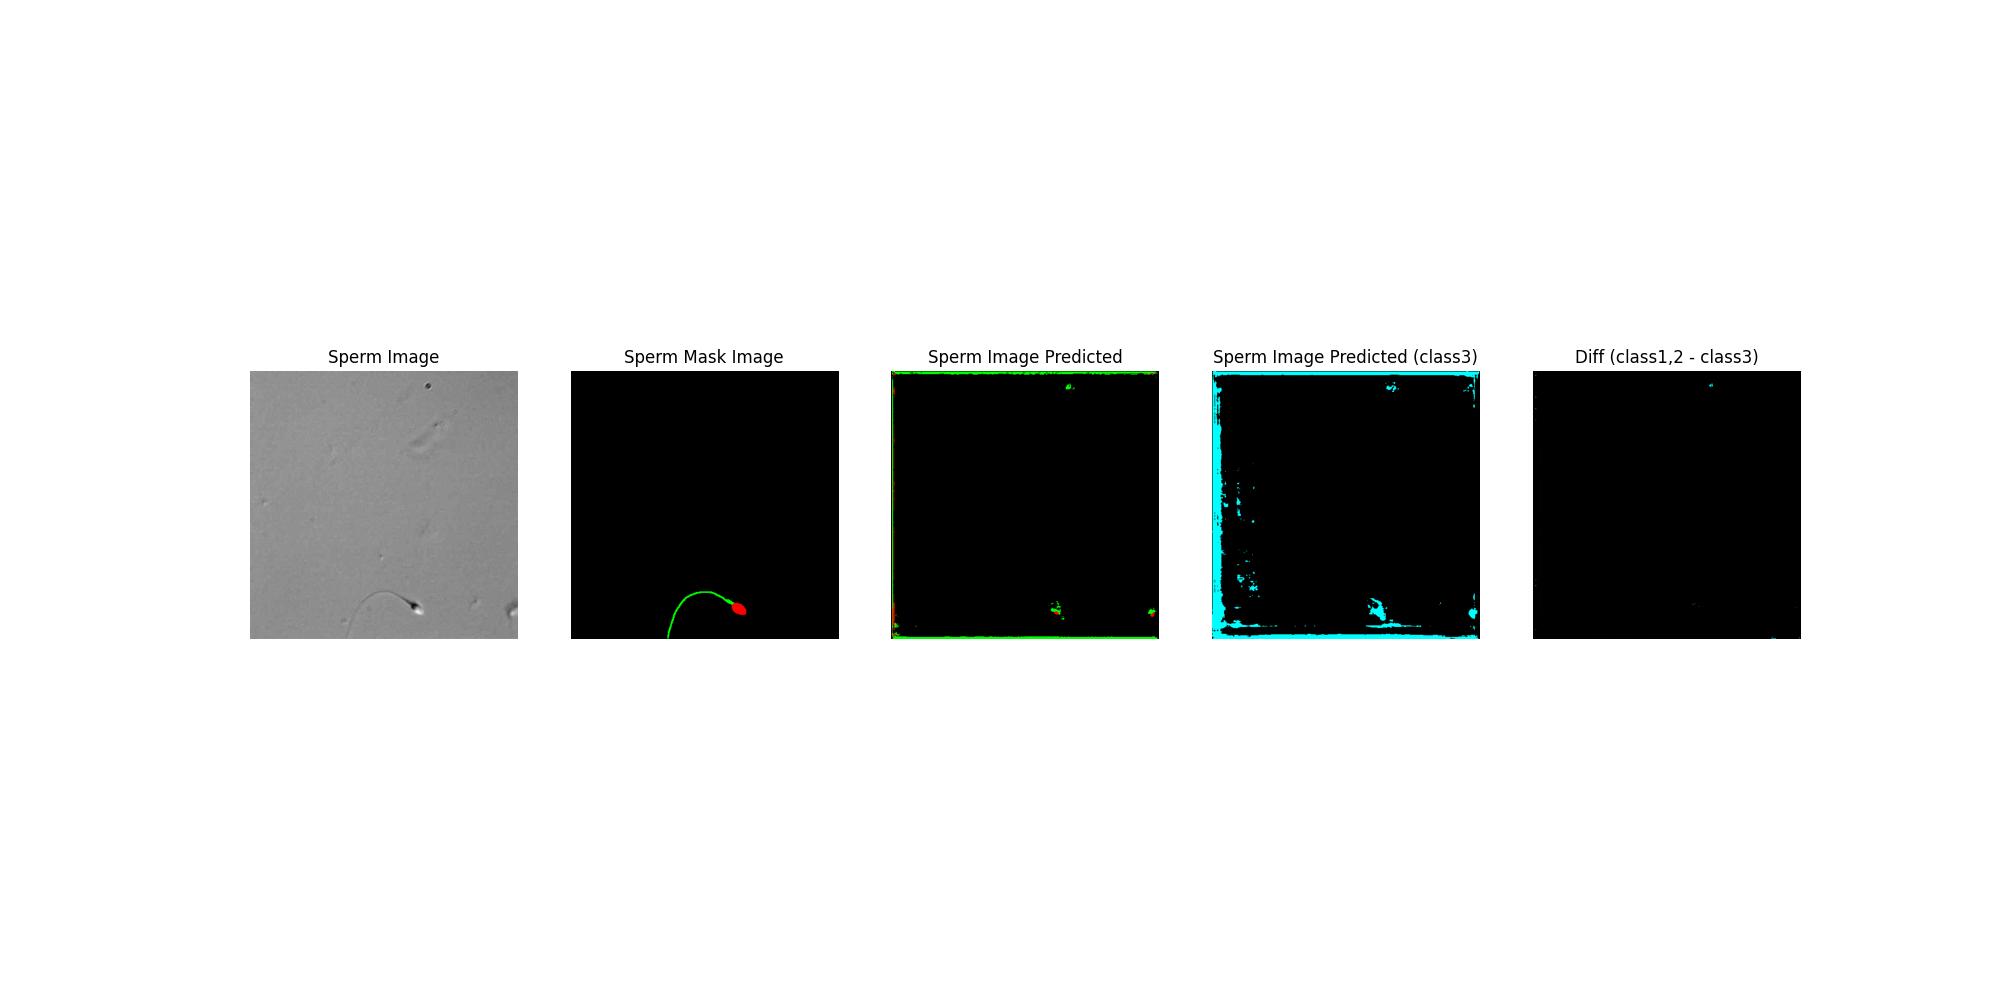 Sperm Image
Sperm Mask Image
Sperm Image Predicted
Sperm Image Predicted (class3)
Diff (class1,2 - class3)